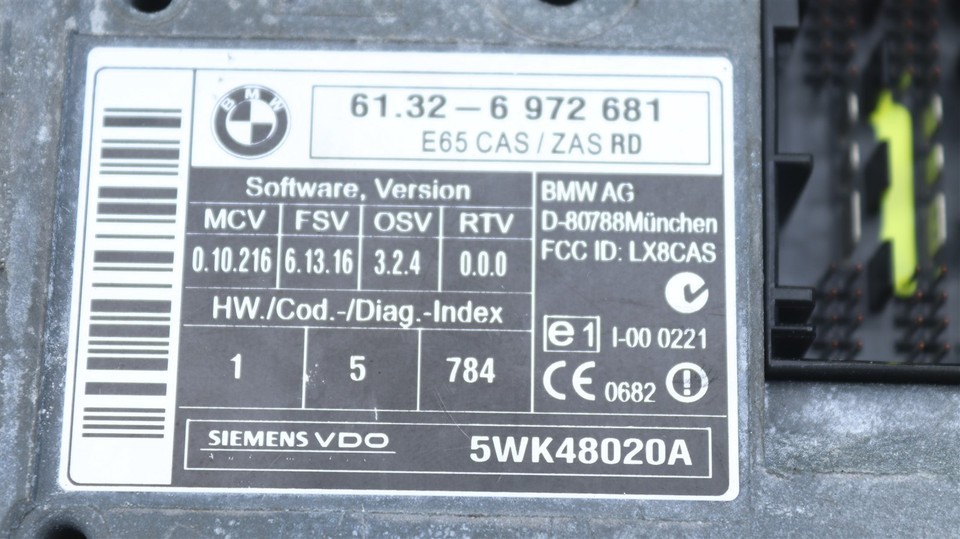 BMW
61.32-6 972 681
E65 CAS / ZAS RD
Software, Version
MCV FSV OSV RTV
0.10.216 6.13.16 3.2.4 0.0.0
HW./Cod.-/Diag.-Index
1 5 784
BMW AG
D-80788München
FCC ID: LX8CAS
e1 I-00 0221
CE 0682
SIEMENS VDO
5WK48020A